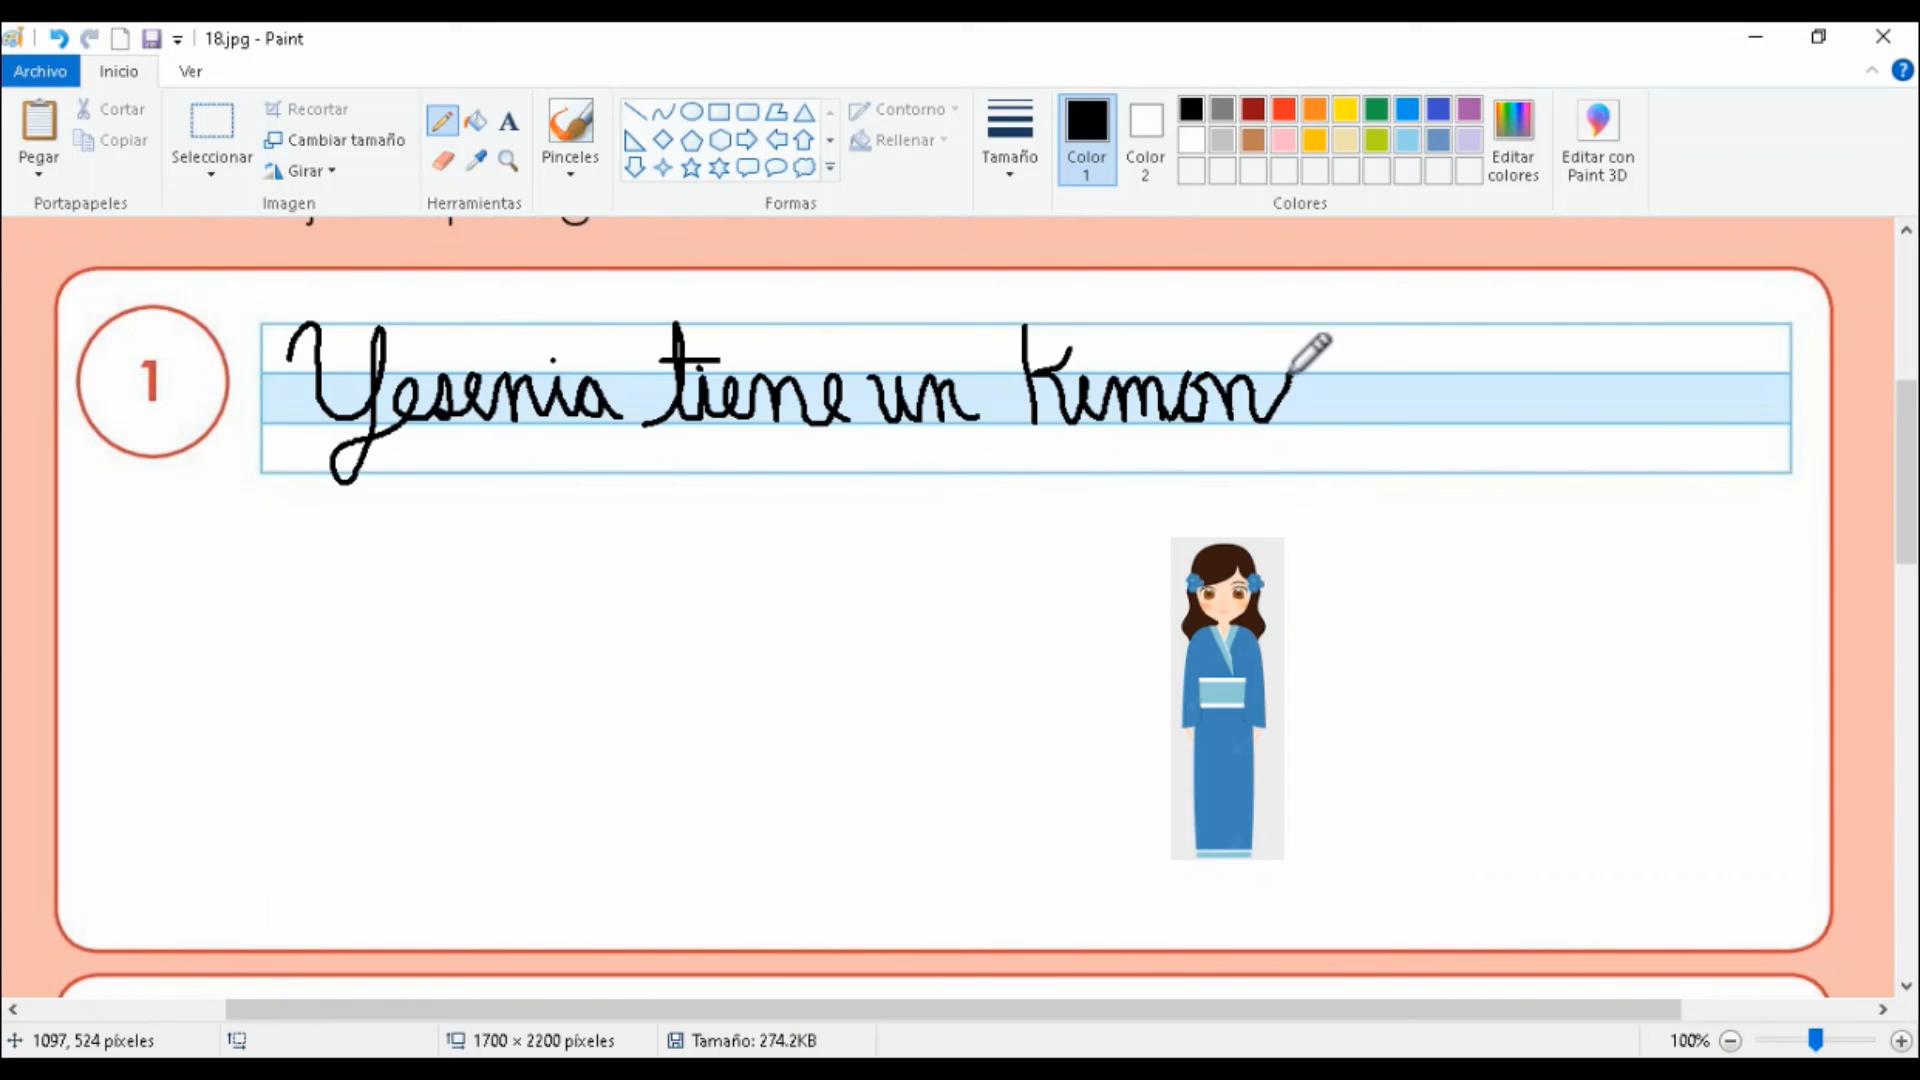 18.jpg - Paint
Archivo Inicio Ver
Pegar
Cortar
Copiar
Portapapeles
Seleccionar
Recortar
Cambiar tamaño
Girar
Imagen
A
Herramientas
Pinceles
Contorno
Rellenar
Formas
Tamaño
Color 1
Color 2
Editar colores
Colores
Editar con Paint 3D
1
Yesenia tiene un Kimon
1097, 524 píxeles
1700 × 2200 píxeles
Tamaño: 274.2KB
100%